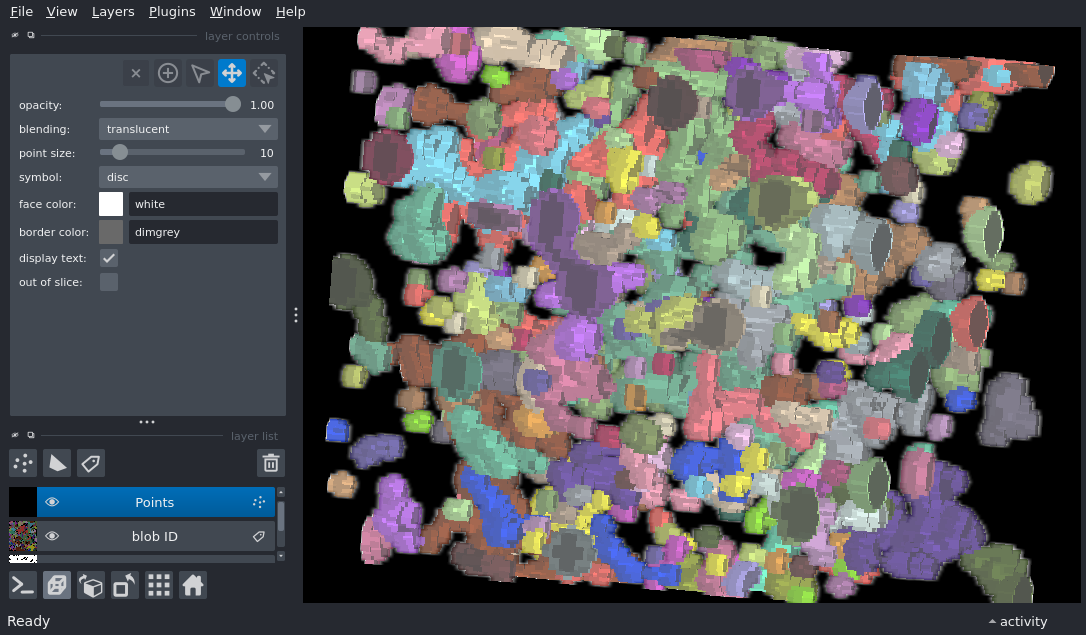 File View Layers Plugins Window Help
layer controls
opacity: 1.00
blending: translucent
point size: 10
symbol: disc
face color: white
border color: dimgrey
display text:
out of slice:
layer list
Points
blob ID
Ready
activity